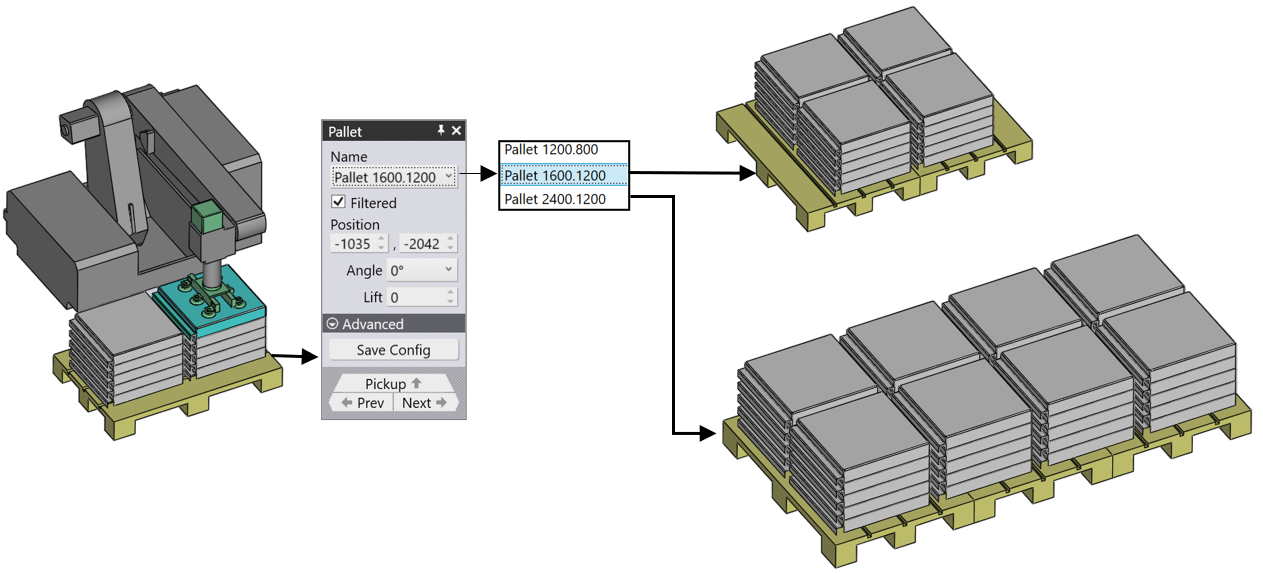 Pallet
Name
Pallet 1600.1200
Filtered
Position
-1035 , -2042
Angle 0°
Lift 0
Advanced
Save Config
Pickup
Prev Next
Pallet 1200.800
Pallet 1600.1200
Pallet 2400.1200